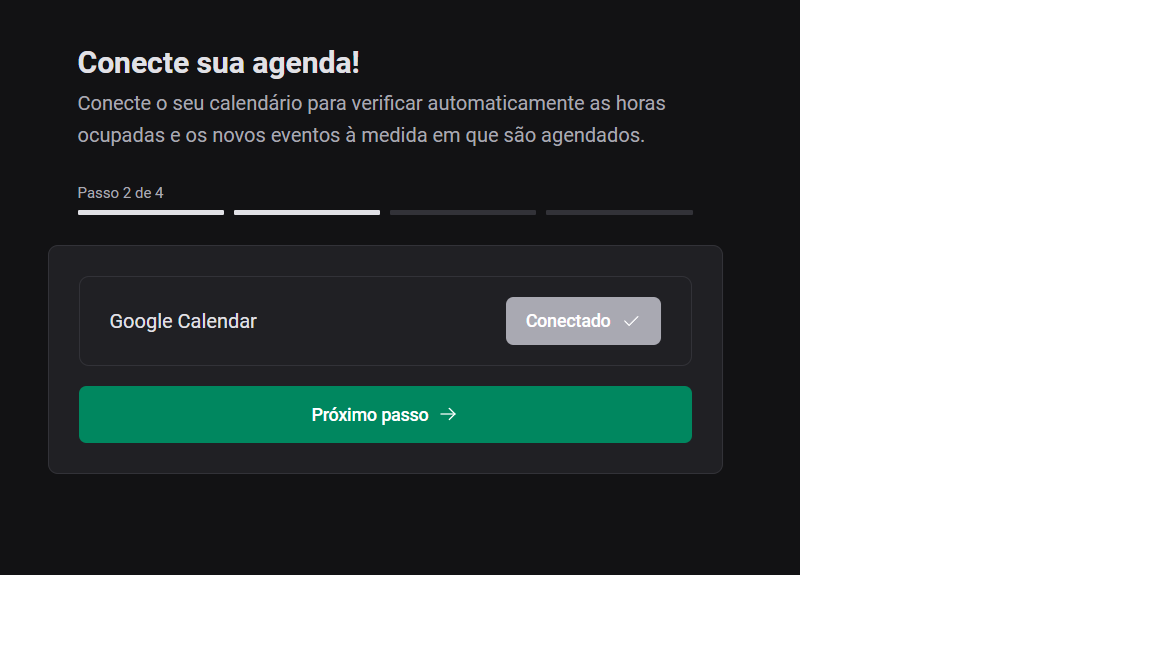 Conecte sua agenda!
Conecte o seu calendário para verificar automaticamente as horas
ocupadas e os novos eventos à medida em que são agendados.
Passo 2 de 4
Google Calendar
Conectado
Próximo passo